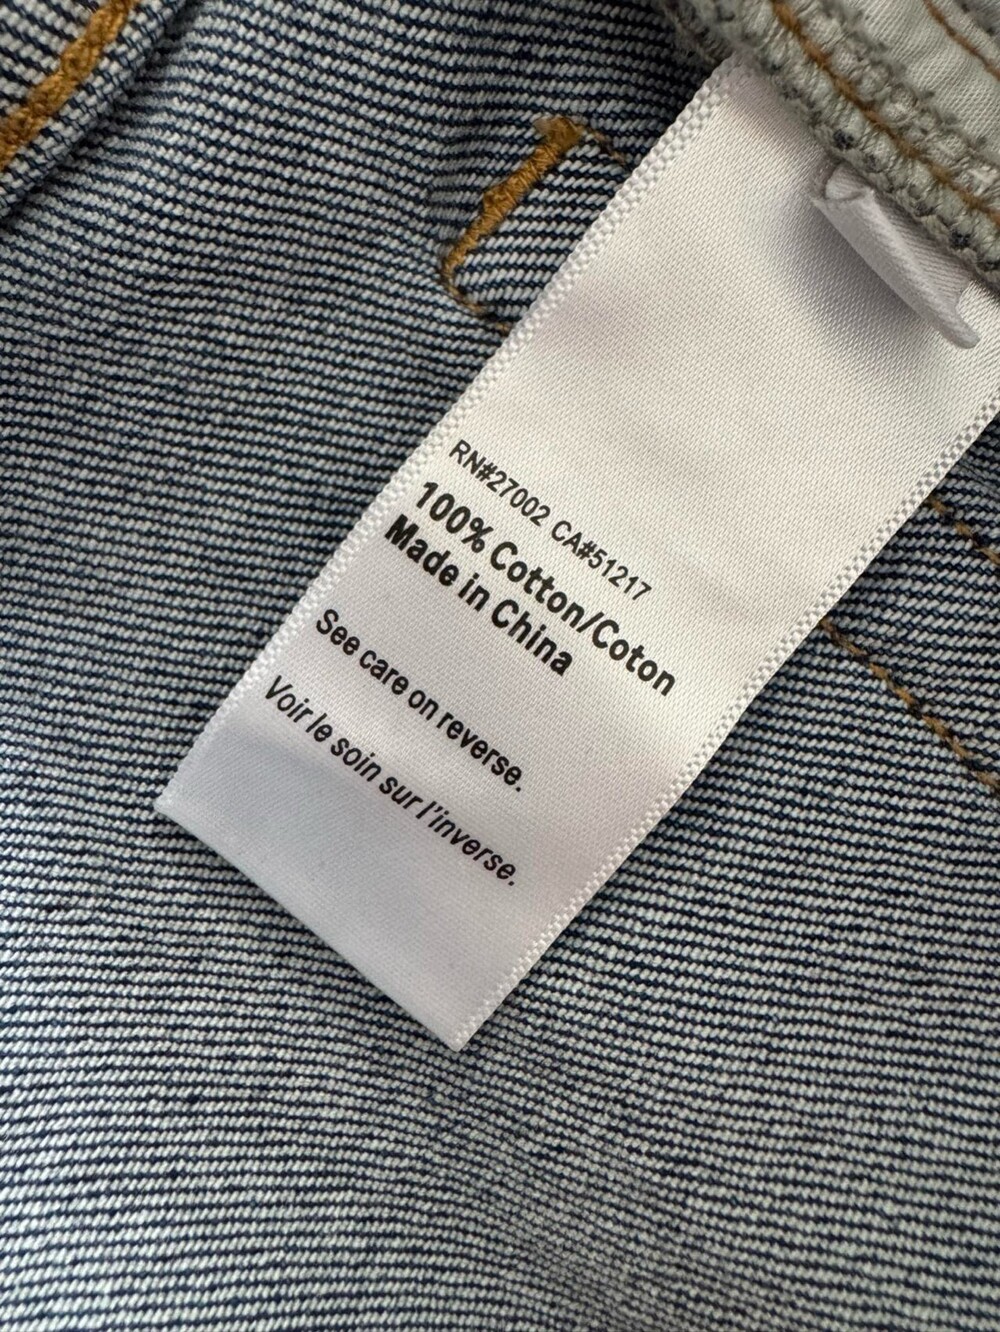 RN#27002 CA#51217
100% Cotton/Coton
Made in China
See care on reverse.
Voir le soin sur l'inverse.